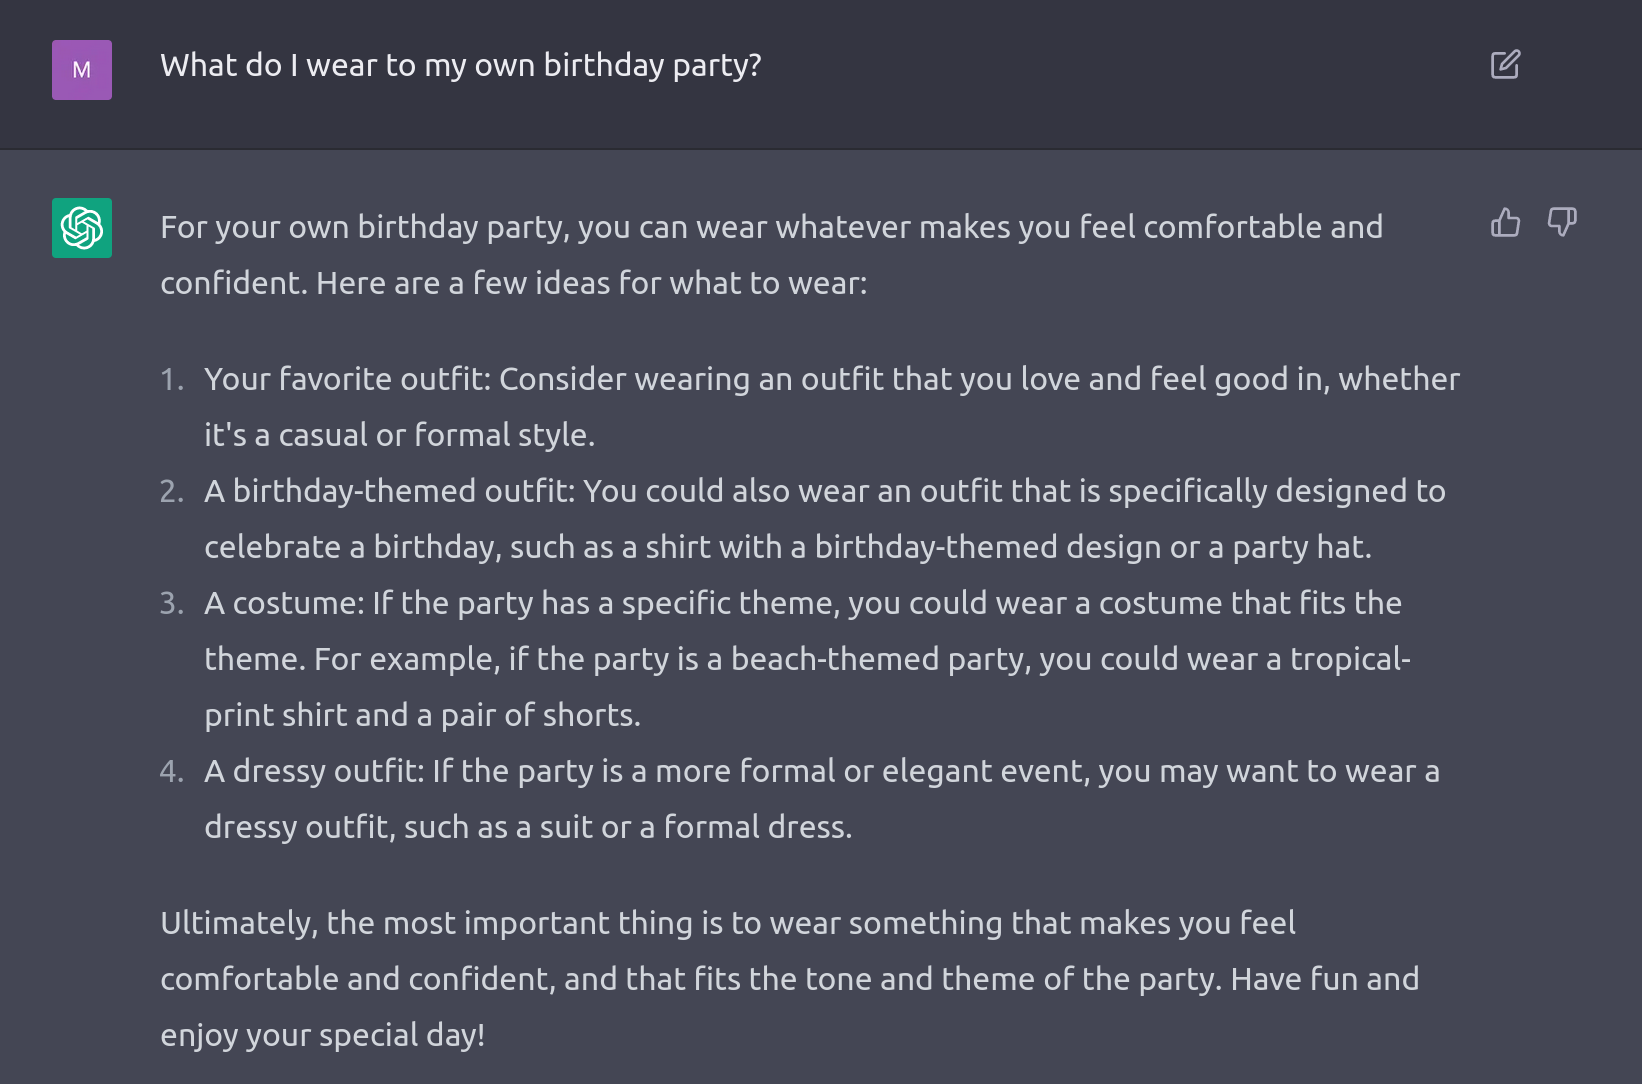 M
What do I wear to my own birthday party?
For your own birthday party, you can wear whatever makes you feel comfortable and
confident. Here are a few ideas for what to wear:
1. Your favorite outfit: Consider wearing an outfit that you love and feel good in, whether
it's a casual or formal style.
2. A birthday-themed outfit: You could also wear an outfit that is specifically designed to
celebrate a birthday, such as a shirt with a birthday-themed design or a party hat.
3. A costume: If the party has a specific theme, you could wear a costume that fits the
theme. For example, if the party is a beach-themed party, you could wear a tropical-
print shirt and a pair of shorts.
4. A dressy outfit: If the party is a more formal or elegant event, you may want to wear a
dressy outfit, such as a suit or a formal dress.
Ultimately, the most important thing is to wear something that makes you feel
comfortable and confident, and that fits the tone and theme of the party. Have fun and
enjoy your special day!